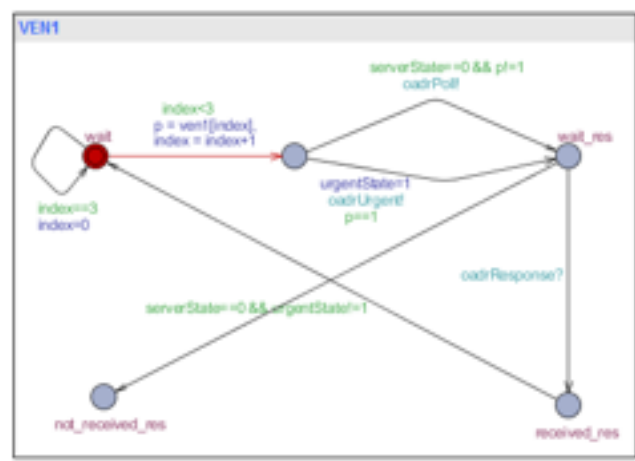 VEN1
serverState==0 && p!=1
oadrPoll!
index<3
wait
p = ven1[index],
index = index+1
wait_res
urgentState=1
oadrUrgent!
p==1
index==3
index=0
oadrResponse?
serverState==0 && urgentState!=1
not_received_res
received_res